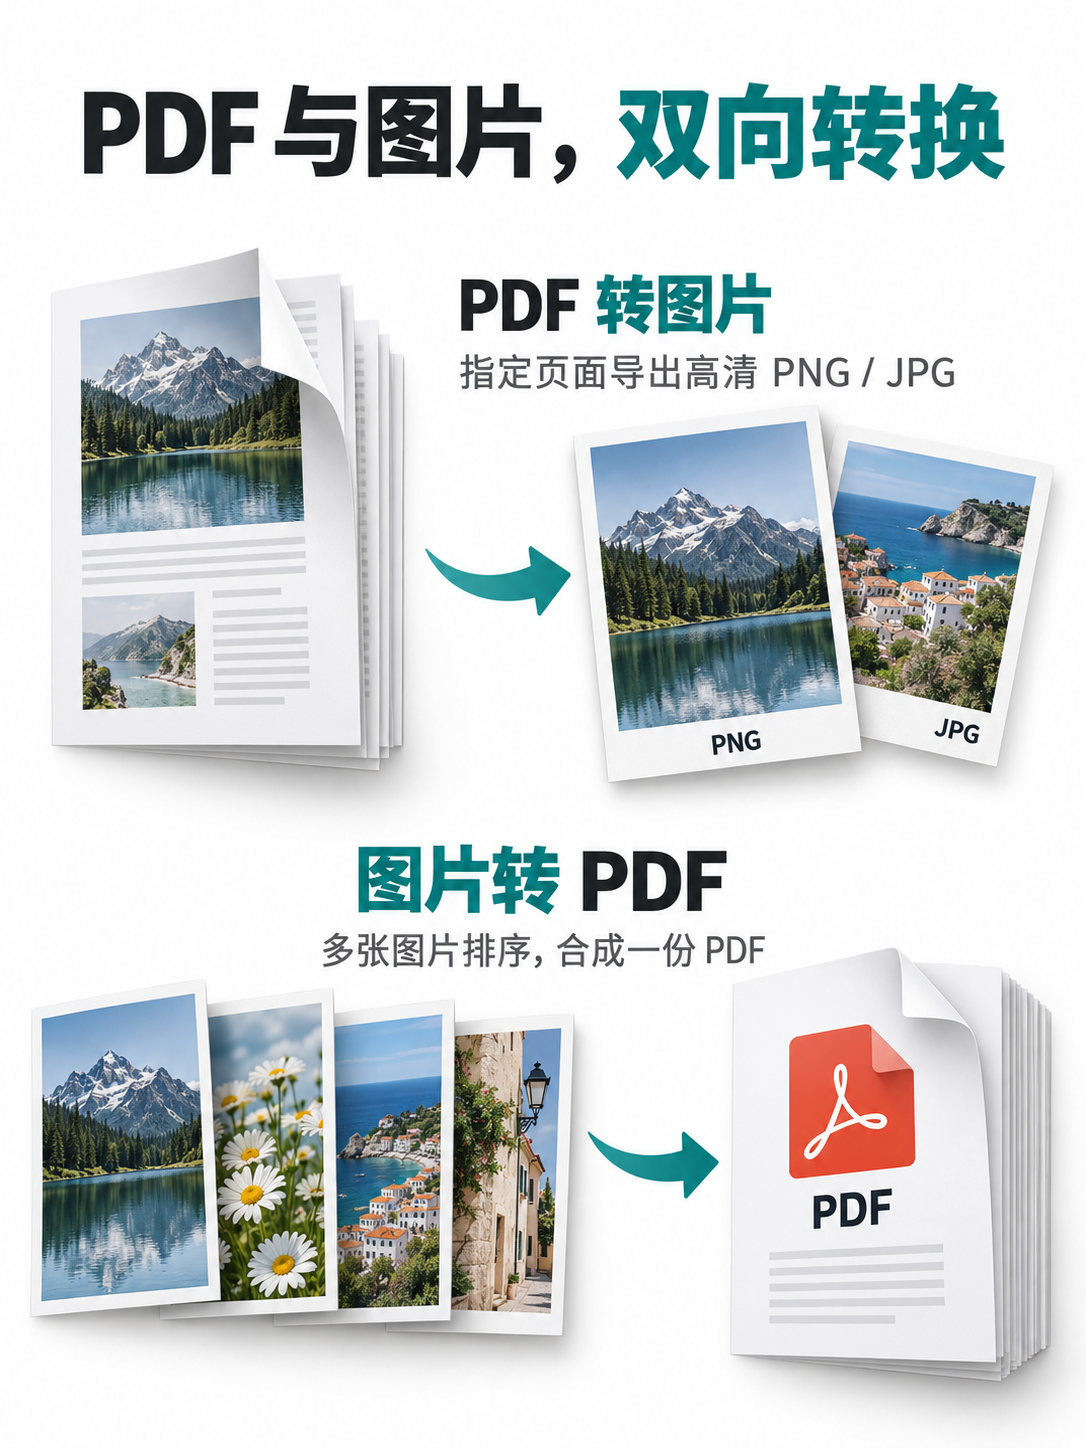 PDF 与图片，双向转换
PDF 转图片
指定页面导出高清 PNG / JPG
PNG
JPG
图片转 PDF
多张图片排序，合成一份 PDF
PDF